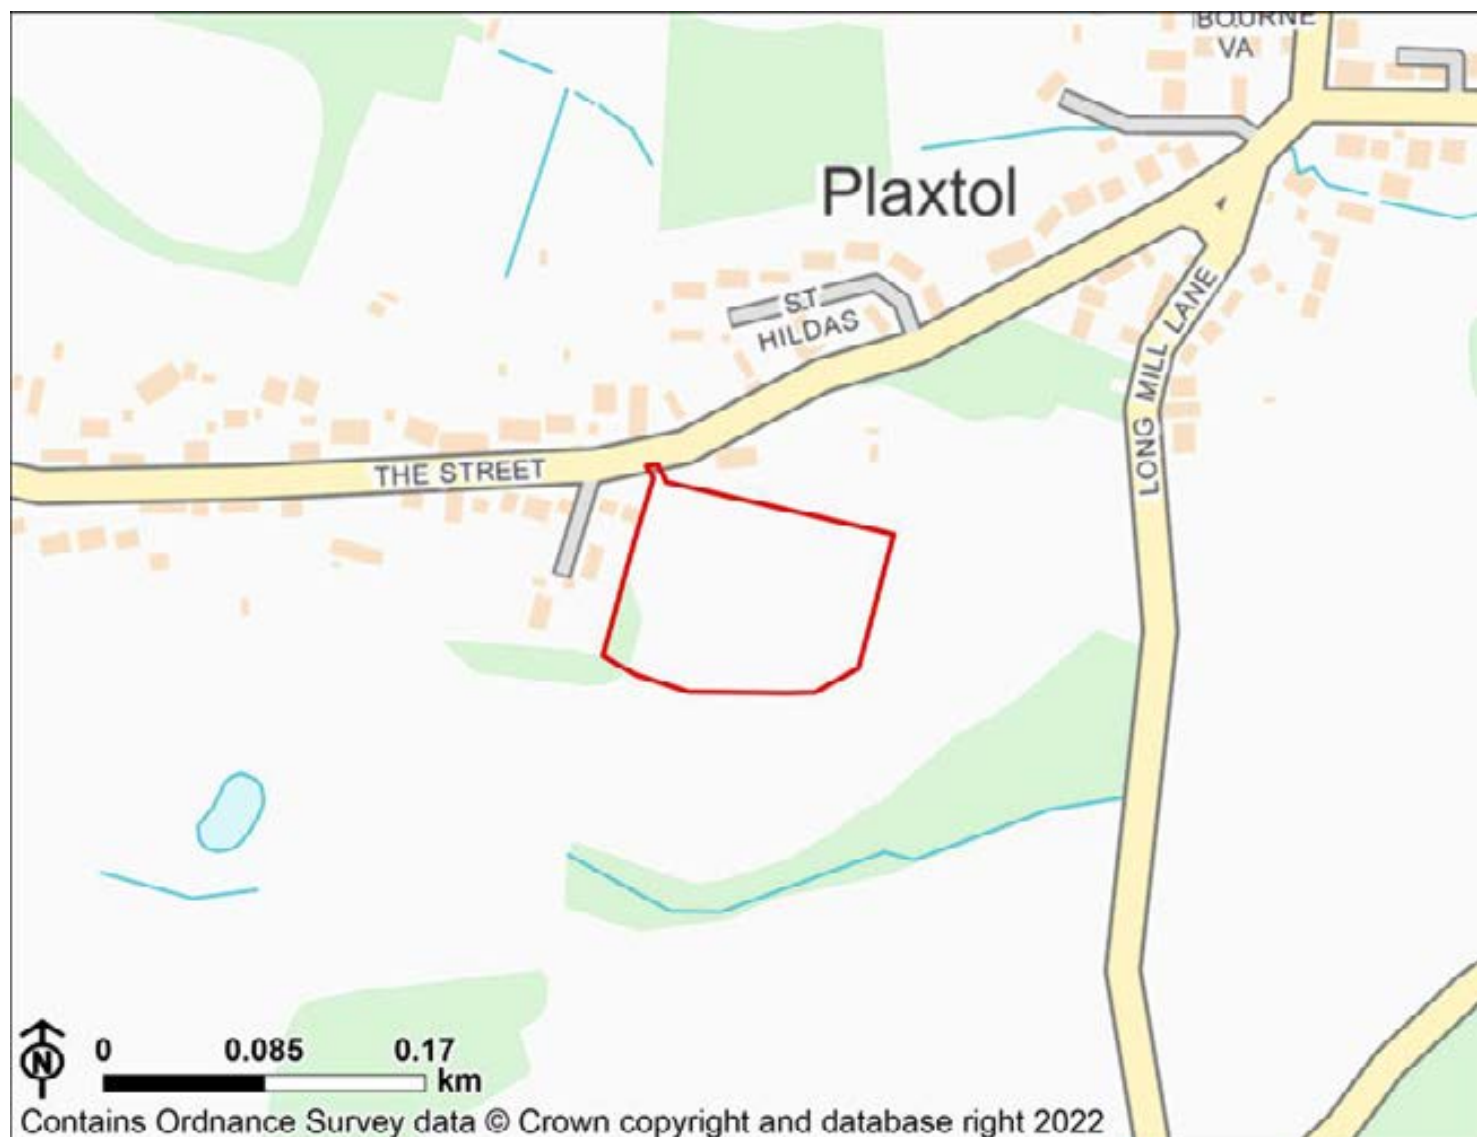 BOURNE
VA
Plaxtol
ST
HILDAS
LONG MILL LANE
THE STREET
N
0 0.085 0.17
km
Contains Ordnance Survey data © Crown copyright and database right 2022